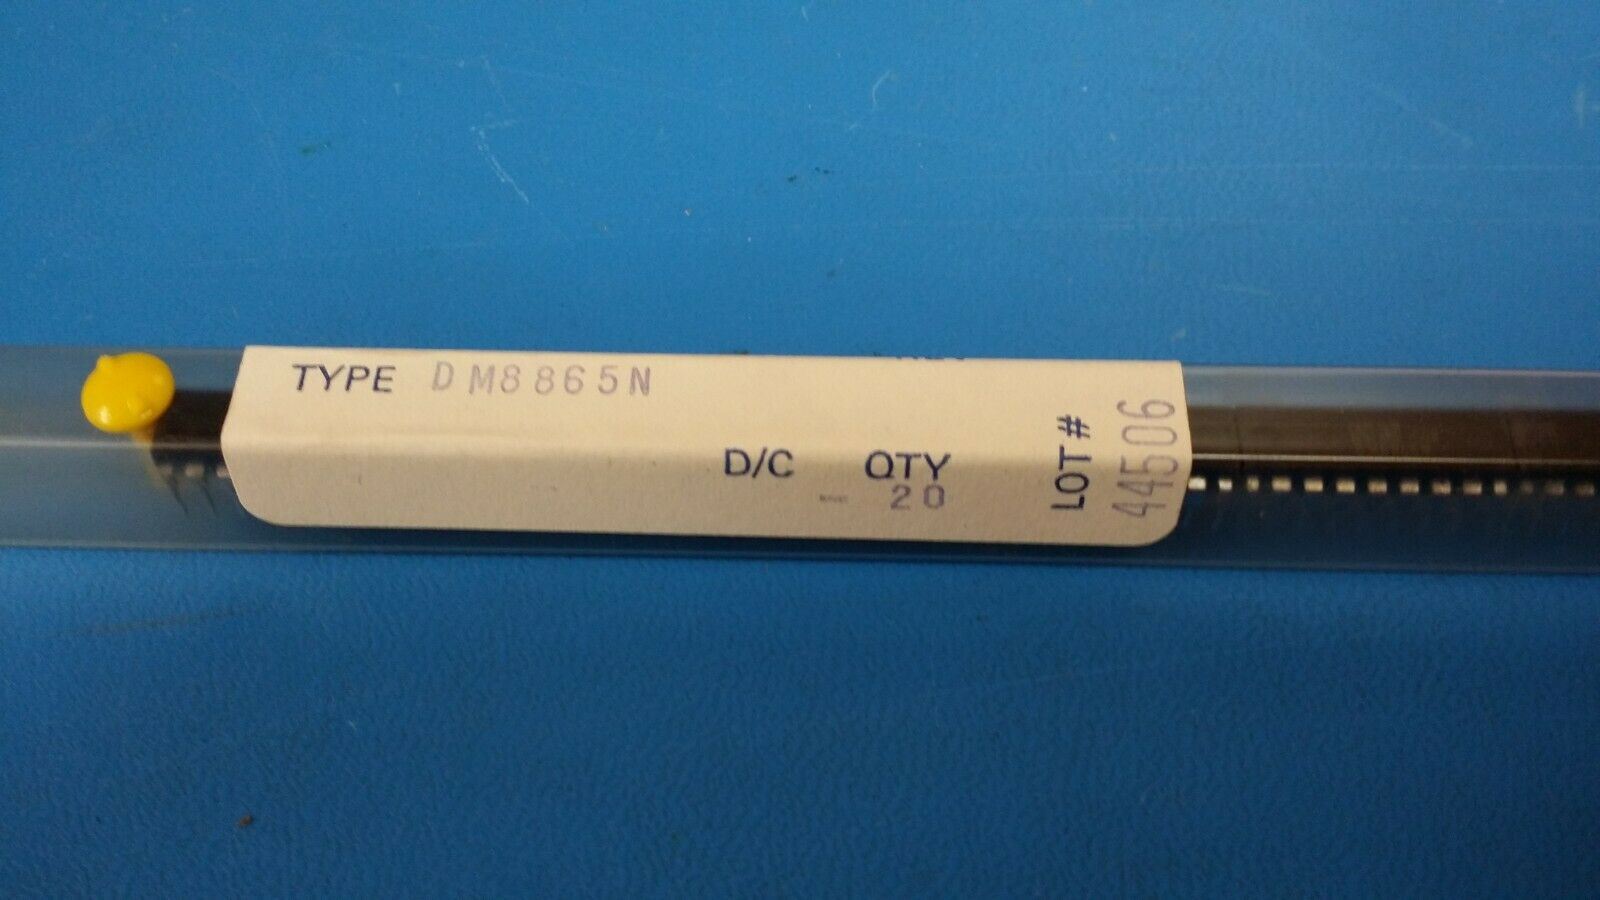 TYPE DM8865N
D/C QTY
20
LOT#
44506